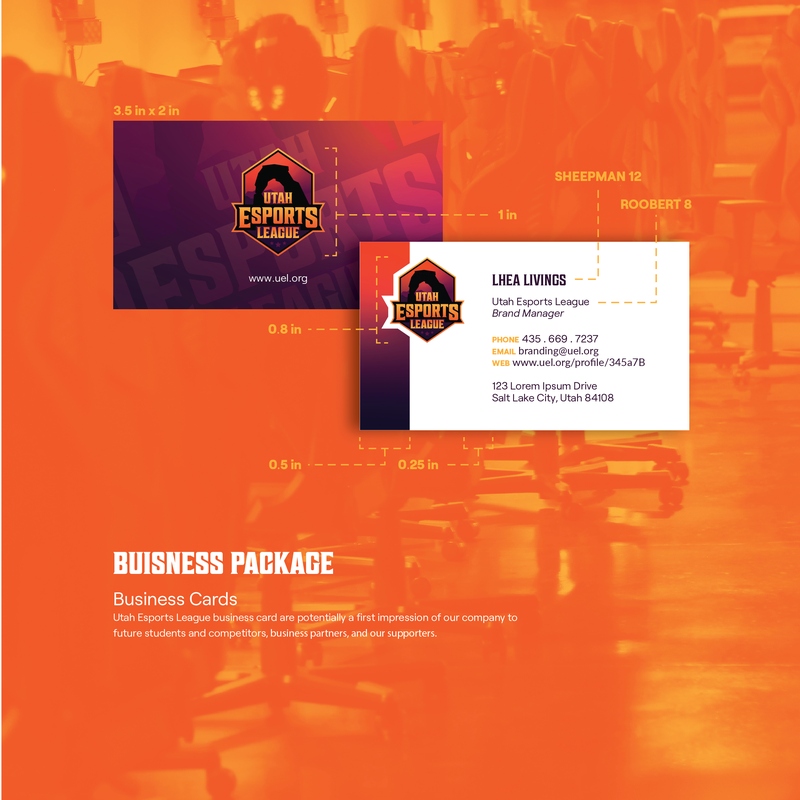 3.5 in x 2 in
UTAH
ESPORTS
LEAGUE
UTAH
ESPORTS
LEAGUE
www.uel.org
1 in
SHEEPMAN 12
ROOBERT 8
UTAH
ESPORTS
LEAGUE
LHEA LIVINGS
Utah Esports League
Brand Manager
0.8 in
PHONE 435 . 669 . 7237
EMAIL branding@uel.org
WEB www.uel.org/profile/345a7B
123 Lorem Ipsum Drive
Salt Lake City, Utah 84108
0.5 in
0.25 in
BUISNESS PACKAGE
Business Cards
Utah Esports League business card are potentially a first impression of our company to
future students and competitors, business partners, and our supporters.